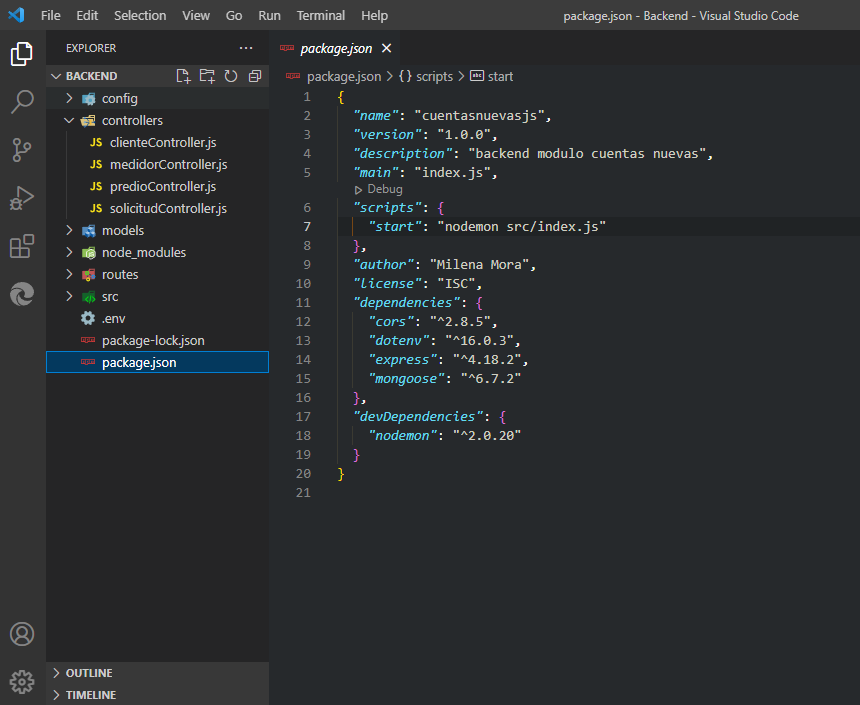 File Edit Selection View Go Run Terminal Help package.json - Backend - Visual Studio Code
EXPLORER
BACKEND
config
controllers
JS clienteController.js
JS medidorController.js
JS predioController.js
JS solicitudController.js
models
node_modules
routes
src
.env
package-lock.json
package.json
OUTLINE
TIMELINE
package.json
package.json > {} scripts > abc start
1 {
2 "name": "cuentasnuevasjs",
3 "version": "1.0.0",
4 "description": "backend modulo cuentas nuevas",
5 "main": "index.js",
Debug
6 "scripts": {
7 "start": "nodemon src/index.js"
8 },
9 "author": "Milena Mora",
10 "license": "ISC",
11 "dependencies": {
12 "cors": "^2.8.5",
13 "dotenv": "^16.0.3",
14 "express": "^4.18.2",
15 "mongoose": "^6.7.2"
16 },
17 "devDependencies": {
18 "nodemon": "^2.0.20"
19 }
20 }
21